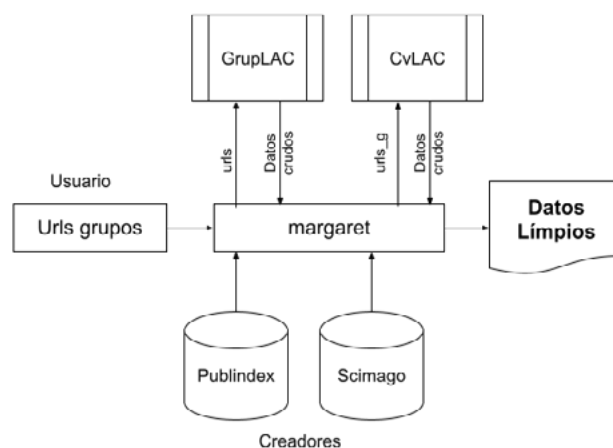 GrupLAC
CvLAC
urls
Datos
crudos
urls_g
Datos
crudos
Usuario
Urls grupos
margaret
Datos
Límpios
Publindex
Scimago
Creadores